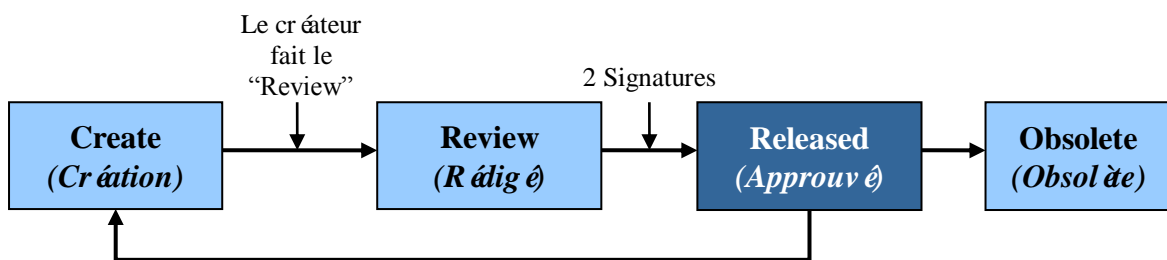 Le créateur
fait le
“Review”
2 Signatures
Create
(Création)
Review
(Rédigé)
Released
(Approuvé)
Obsolete
(Obsolète)